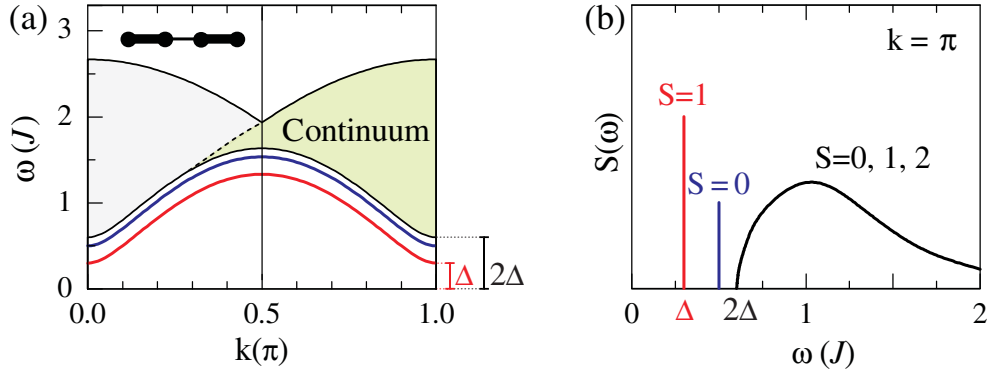 (a)
3
2
1
0
ω(J)
Continuum
Δ
2Δ
0.0 0.5 1.0
k(π)
(b)
k = π
S=1
S = 0
S=0, 1, 2
S(ω)
0 Δ 2Δ 1 2
ω(J)